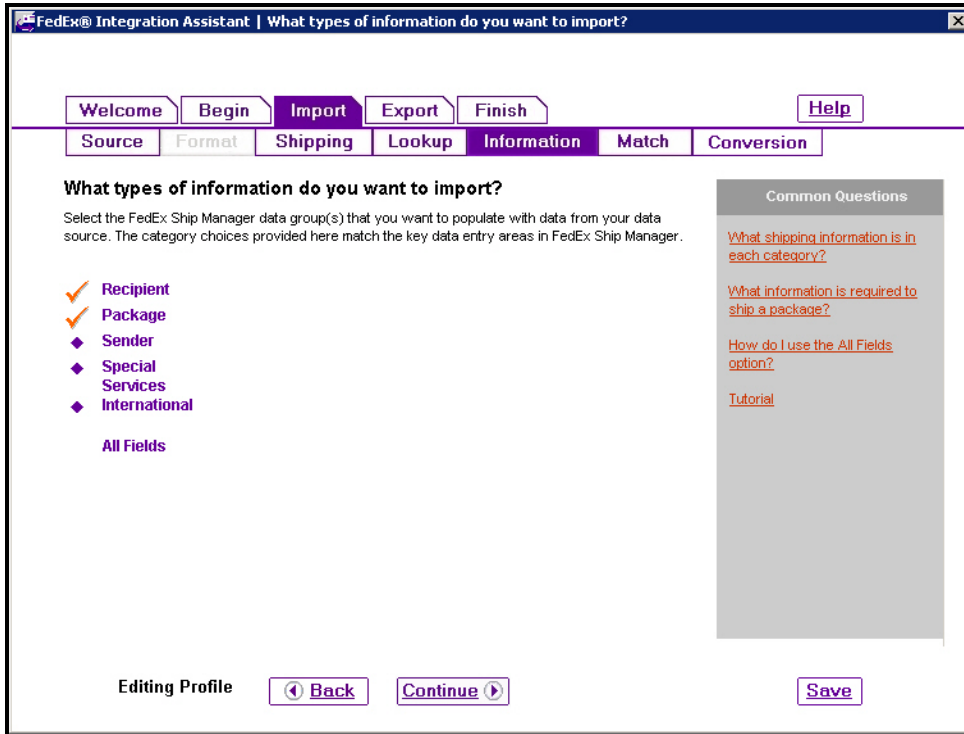 FedEx® Integration Assistant | What types of information do you want to import?
Welcome Begin Import Export Finish Help
Source Format Shipping Lookup Information Match Conversion
What types of information do you want to import?
Select the FedEx Ship Manager data group(s) that you want to populate with data from your data
source. The category choices provided here match the key data entry areas in FedEx Ship Manager.
Recipient
Package
Sender
Special
Services
International
All Fields
Common Questions
What shipping information is in
each category?
What information is required to
ship a package?
How do I use the All Fields
option?
Tutorial
Editing Profile Back Continue Save